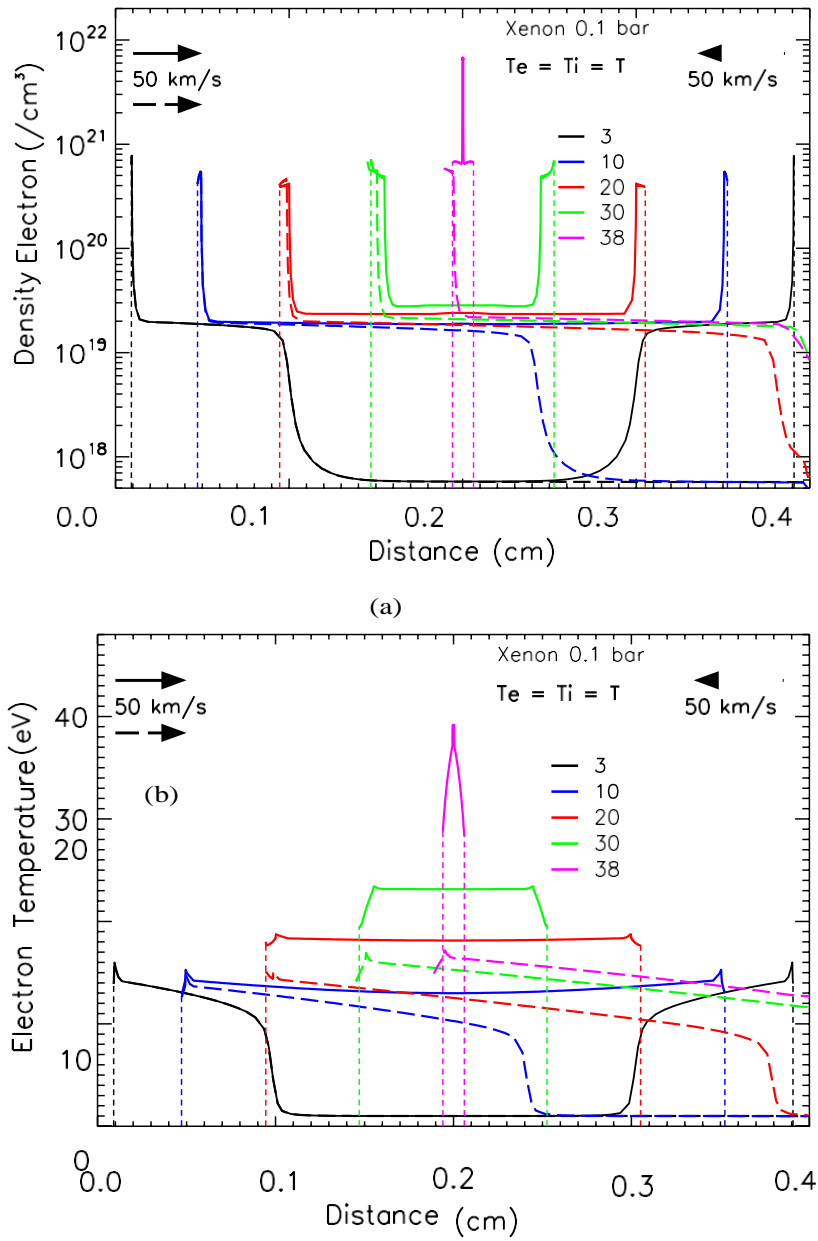 10²²
Xenon 0.1 bar
50 km/s
Te = Ti = T
50 km/s
10²¹
3
10
20
30
38
10²⁰
10¹⁹
10¹⁸
Density Electron (/cm³)
0.0 0.1 0.2 0.3 0.4
Distance (cm)
(a)
Xenon 0.1 bar
50 km/s
Te = Ti = T
50 km/s
40
(b)
3
10
20
30
38
30
20
10
0
Electron Temperature(eV)
0.0 0.1 0.2 0.3 0.4
Distance (cm)